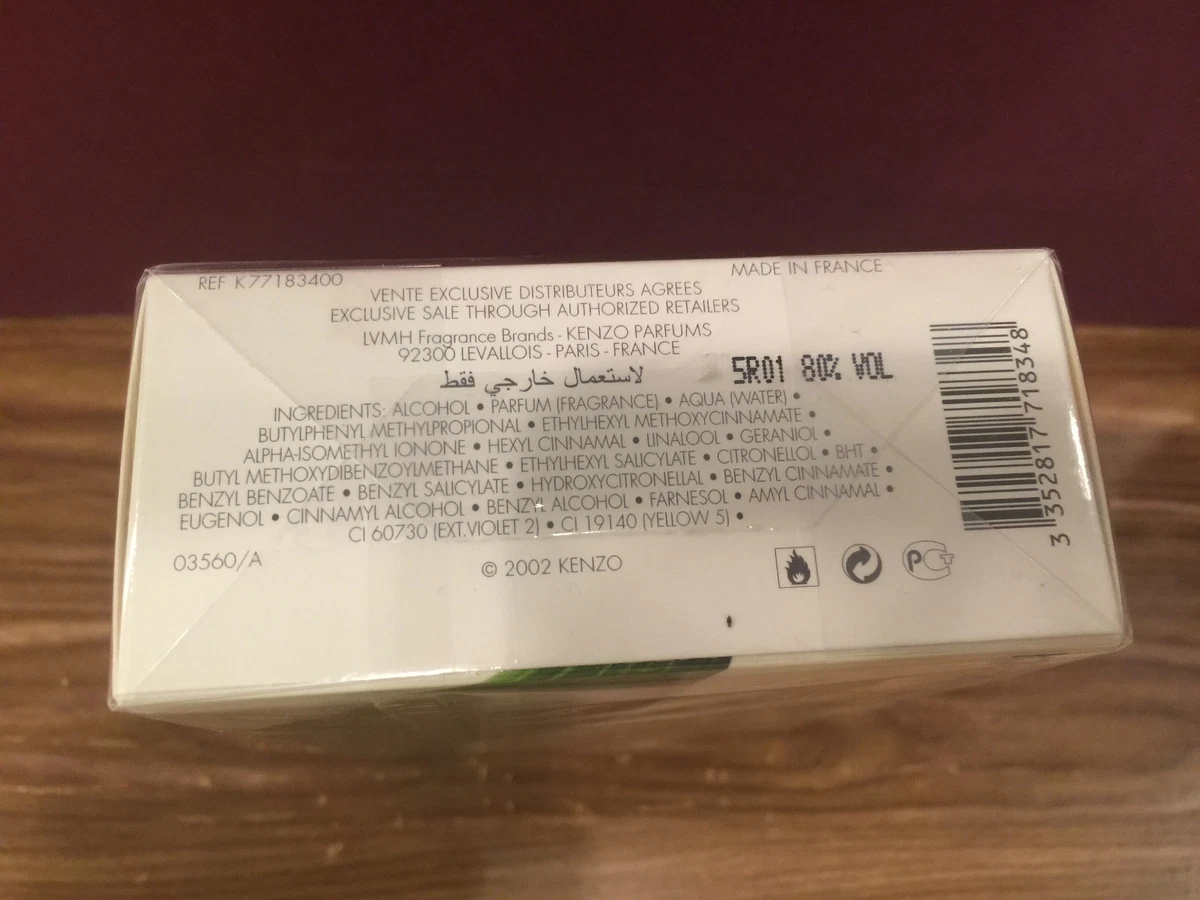 REF K77183400
MADE IN FRANCE
VENTE EXCLUSIVE DISTRIBUTEURS AGREES
EXCLUSIVE SALE THROUGH AUTHORIZED RETAILERS
LVMH Fragrance Brands - KENZO PARFUMS
92300 LEVALLOIS - PARIS - FRANCE
لاستعمال خارجي فقط
5R01 80% VOL
INGREDIENTS: ALCOHOL • PARFUM (FRAGRANCE) • AQUA (WATER) •
BUTYLPHENYL METHYLPROPIONAL • ETHYLHEXYL METHOXYCINNAMATE •
ALPHA-ISOMETHYL IONONE • HEXYL CINNAMAL • LINALOOL • GERANIOL •
BUTYL METHOXYDIBENZOYLMETHANE • ETHYLHEXYL SALICYLATE • CITRONELLOL • BHT •
BENZYL BENZOATE • BENZYL SALICYLATE • HYDROXYCITRONELLAL • BENZYL CINNAMATE •
EUGENOL • CINNAMYL ALCOHOL • BENZYL ALCOHOL • FARNESOL • AMYL CINNAMAL •
CI 60730 (EXT.VIOLET 2) • CI 19140 (YELLOW 5) •
03560/A
© 2002 KENZO
PCT
3 352817 718348